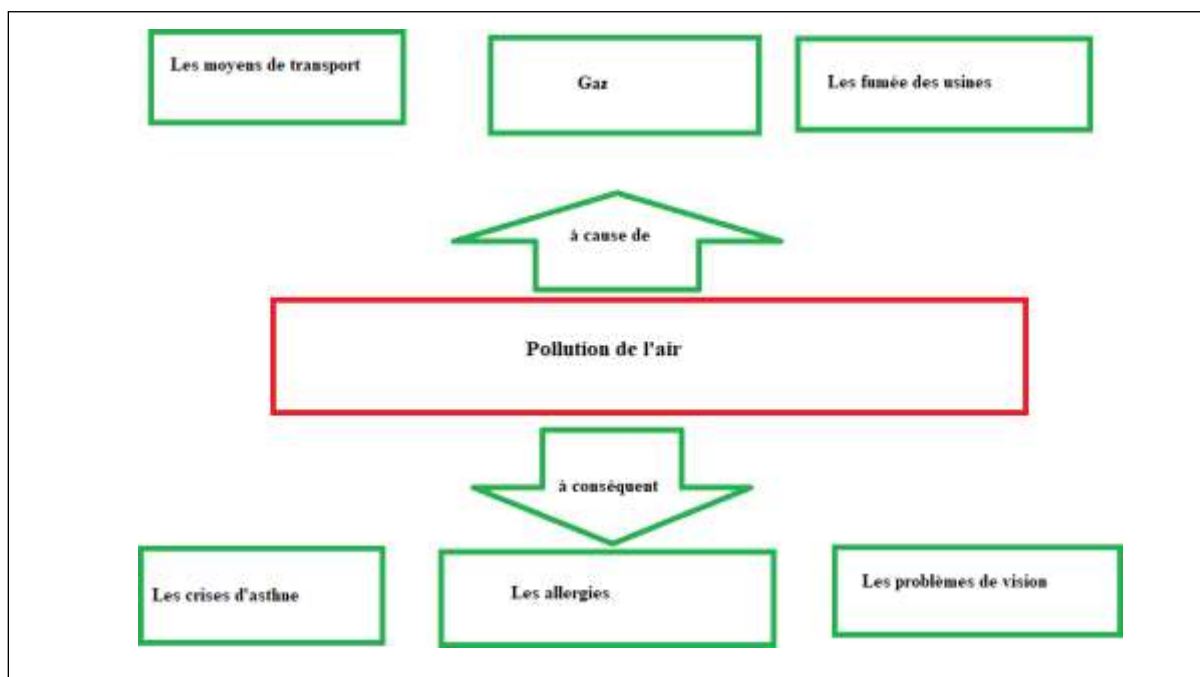 Les moyens de transport
Gaz
Les fumée des usines
à cause de
Pollution de l'air
à conséquent
Les crises d'asthne
Les allergies
Les problèmes de vision